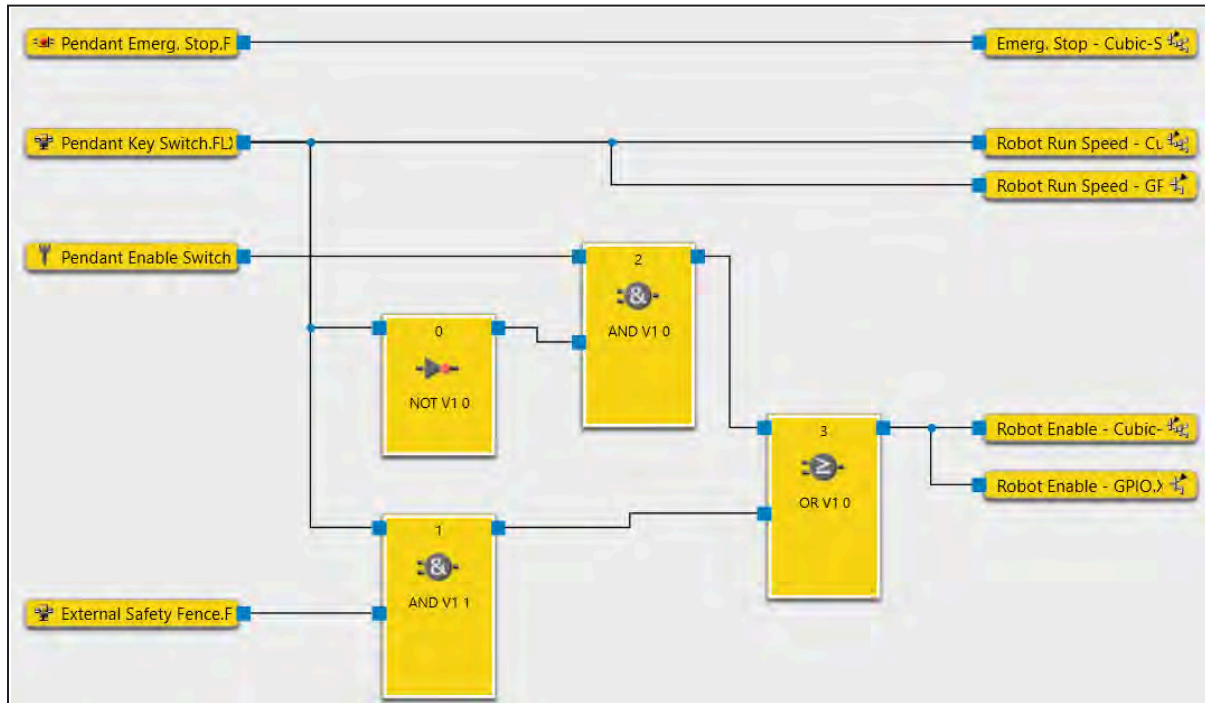 Pendant Emerg. Stop.F
Emerg. Stop - Cubic-S
Pendant Key Switch.FLX
Robot Run Speed - Cu
Robot Run Speed - GF
Pendant Enable Switch
2
&
AND V1 0
0
NOT V1 0
3
≥
OR V1 0
Robot Enable - Cubic-
Robot Enable - GPIO.X
1
&
AND V1 1
External Safety Fence.F